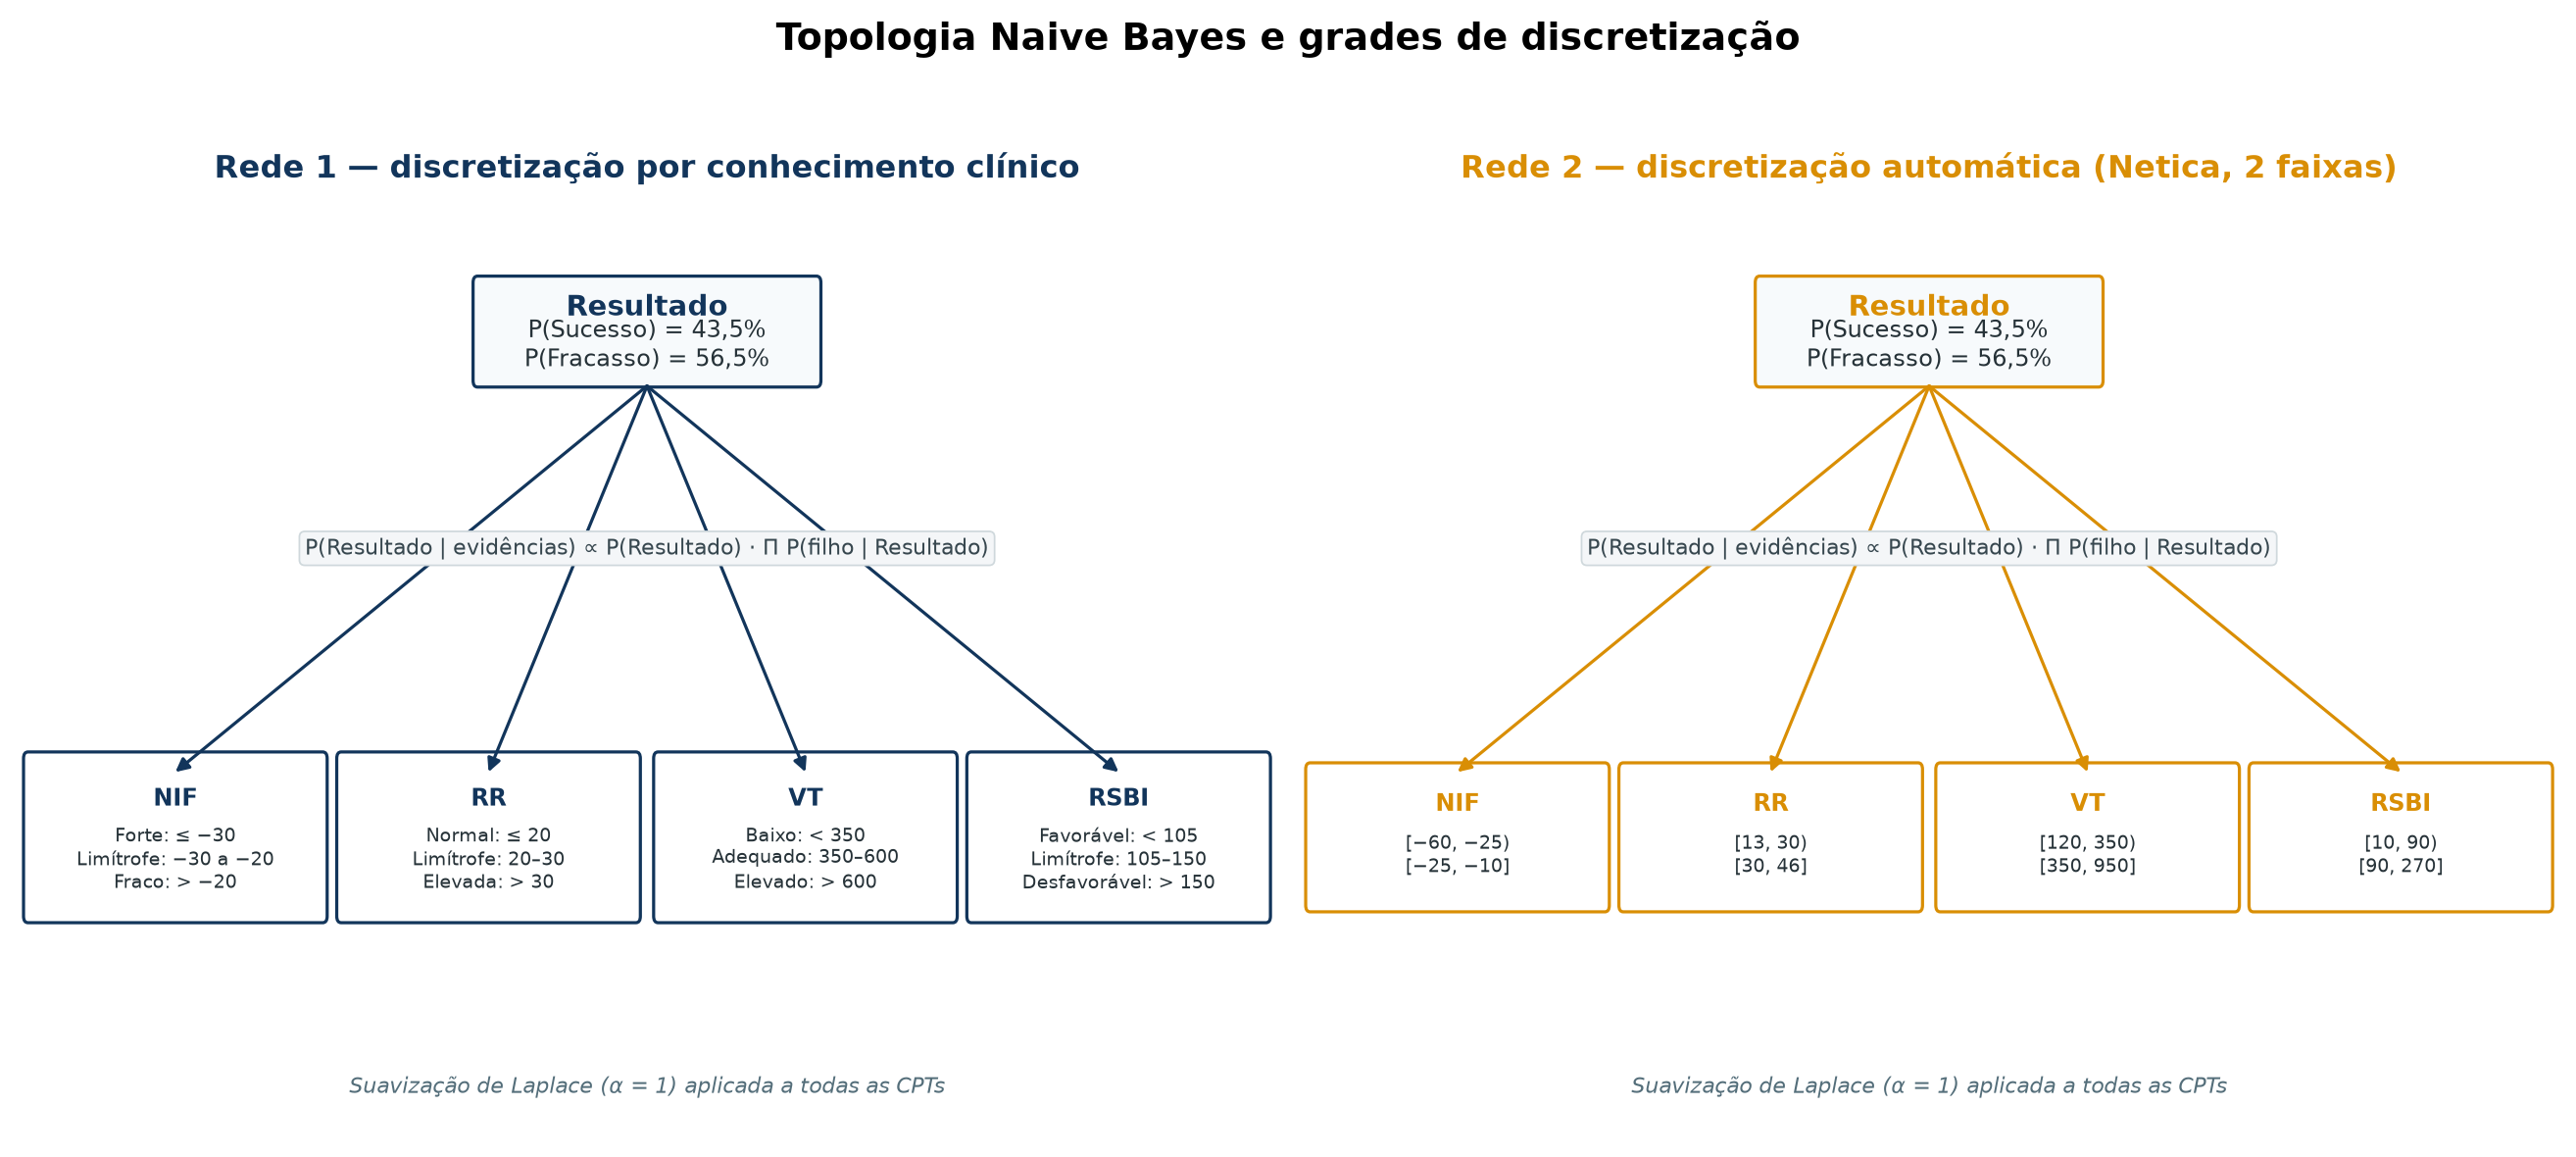 Topologia Naive Bayes e grades de discretização
Rede 1 — discretização por conhecimento clínico
Resultado
P(Sucesso) = 43,5%
P(Fracasso) = 56,5%
P(Resultado | evidências) ∝ P(Resultado) · Π P(filho | Resultado)
NIF
Forte: ≤ −30
Limítrofe: −30 a −20
Fraco: > −20
RR
Normal: ≤ 20
Limítrofe: 20–30
Elevada: > 30
VT
Baixo: < 350
Adequado: 350–600
Elevado: > 600
RSBI
Favorável: < 105
Limítrofe: 105–150
Desfavorável: > 150
Suavização de Laplace (α = 1) aplicada a todas as CPTs
Rede 2 — discretização automática (Netica, 2 faixas)
Resultado
P(Sucesso) = 43,5%
P(Fracasso) = 56,5%
P(Resultado | evidências) ∝ P(Resultado) · Π P(filho | Resultado)
NIF
[−60, −25)
[−25, −10]
RR
[13, 30)
[30, 46]
VT
[120, 350)
[350, 950]
RSBI
[10, 90)
[90, 270]
Suavização de Laplace (α = 1) aplicada a todas as CPTs